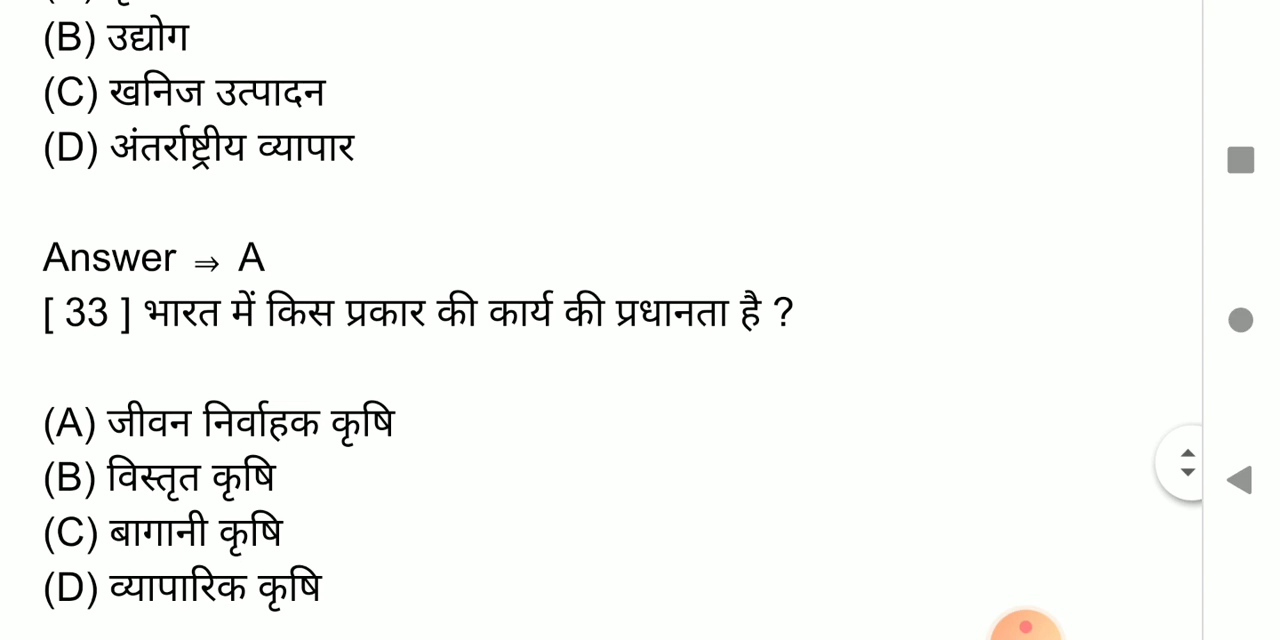 (B) उद्योग
(C) खनिज उत्पादन
(D) अंतर्राष्ट्रीय व्यापार
Answer ⇒ A
[ 33 ] भारत में किस प्रकार की कार्य की प्रधानता है ?
(A) जीवन निर्वाहक कृषि
(B) विस्तृत कृषि
(C) बागानी कृषि
(D) व्यापारिक कृषि